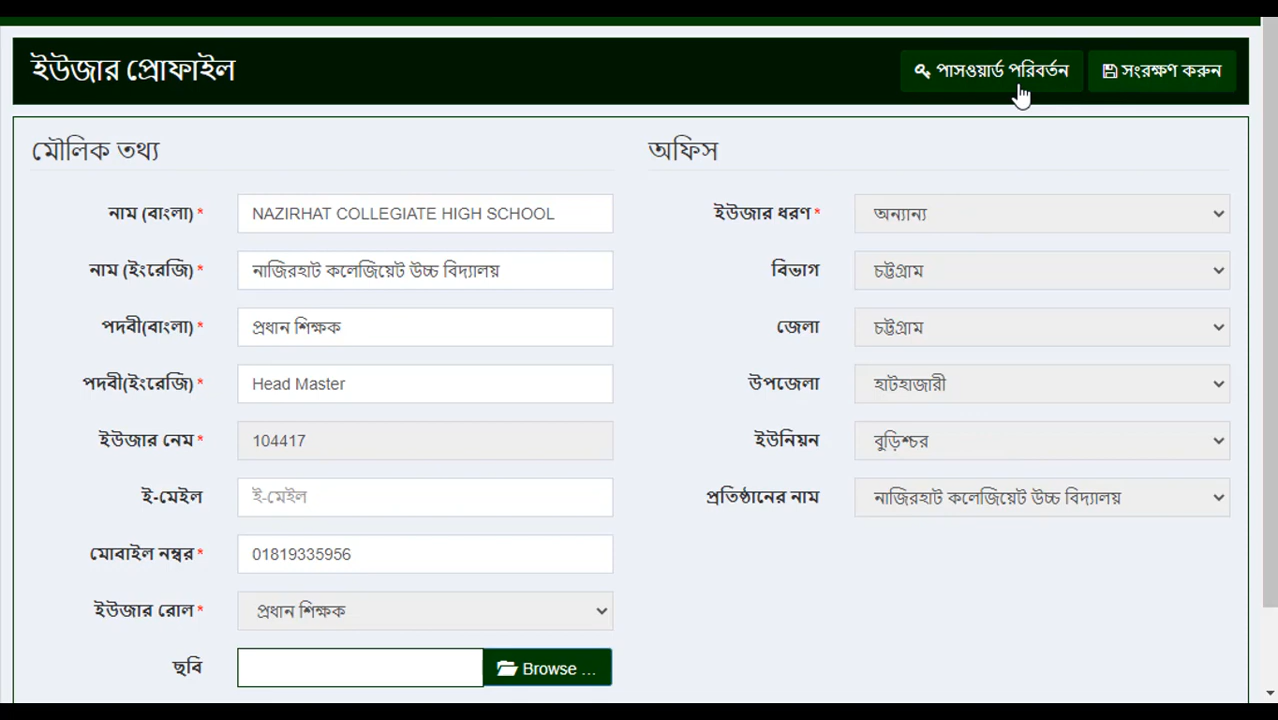 ইউজার প্রোফাইল
পাসওয়ার্ড পরিবর্তন
সংরক্ষণ করুন
মৌলিক তথ্য
নাম (বাংলা) *
NAZIRHAT COLLEGIATE HIGH SCHOOL
নাম (ইংরেজি) *
নাজিরহাট কলেজিয়েট উচ্চ বিদ্যালয়
পদবী(বাংলা) *
প্রধান শিক্ষক
পদবী(ইংরেজি) *
Head Master
ইউজার নেম *
104417
ই-মেইল
ই-মেইল
মোবাইল নম্বর *
01819335956
ইউজার রোল *
প্রধান শিক্ষক
ছবি
Browse ...
অফিস
ইউজার ধরণ *
অন্যান্য
বিভাগ
চট্টগ্রাম
জেলা
চট্টগ্রাম
উপজেলা
হাটহাজারী
ইউনিয়ন
বুড়িশ্চর
প্রতিষ্ঠানের নাম
নাজিরহাট কলেজিয়েট উচ্চ বিদ্যালয়